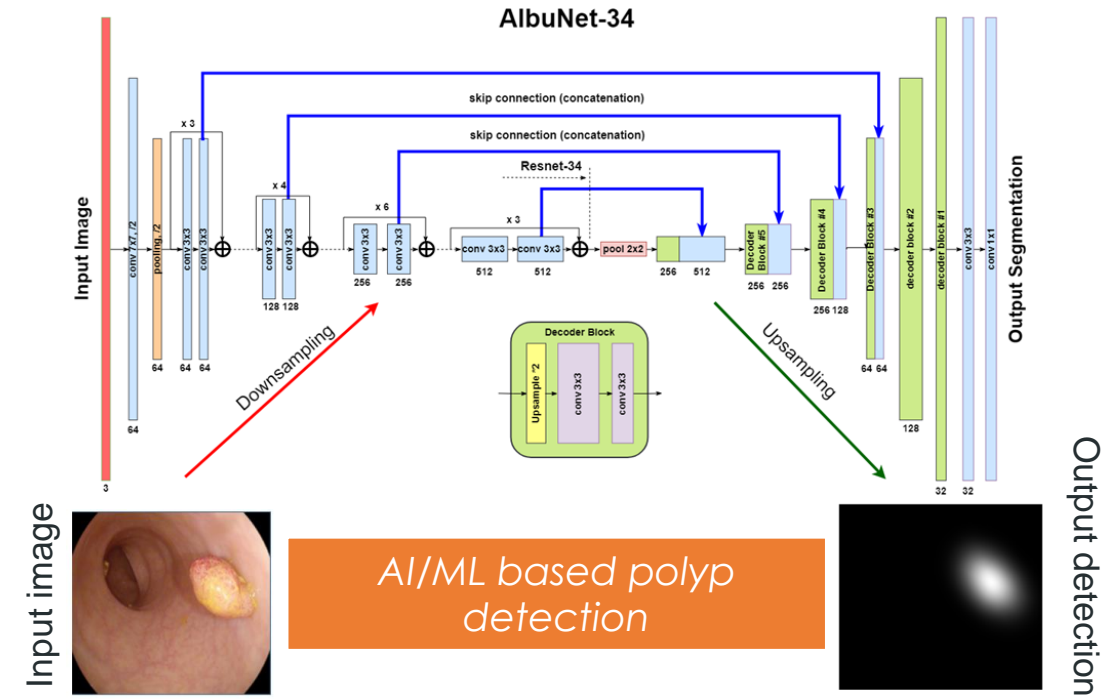 AlbuNet-34
skip connection (concatenation)
skip connection (concatenation)
Resnet-34
x 3
x 4
x 6
x 3
Input Image
conv 7x7, /2
pooling, /2
conv3x3
conv3x3
conv3x3
conv3x3
conv3x3
conv3x3
conv 3x3
conv 3x3
pool 2x2
Decoder
Block #5
Decoder Block #4
Decoder Block #3
decoder block #2
decoder block #1
conv 3x3
conv 1x1
Output Segmentation
512
512
256
512
256
256
256
256
128
128
256 128
64
64
64
64 64
64
128
3
32
32
Downsampling
Upsampling
Decoder Block
Upsample *2
conv 3x3
conv 3x3
Input image
AI/ML based polyp
detection
Output detection